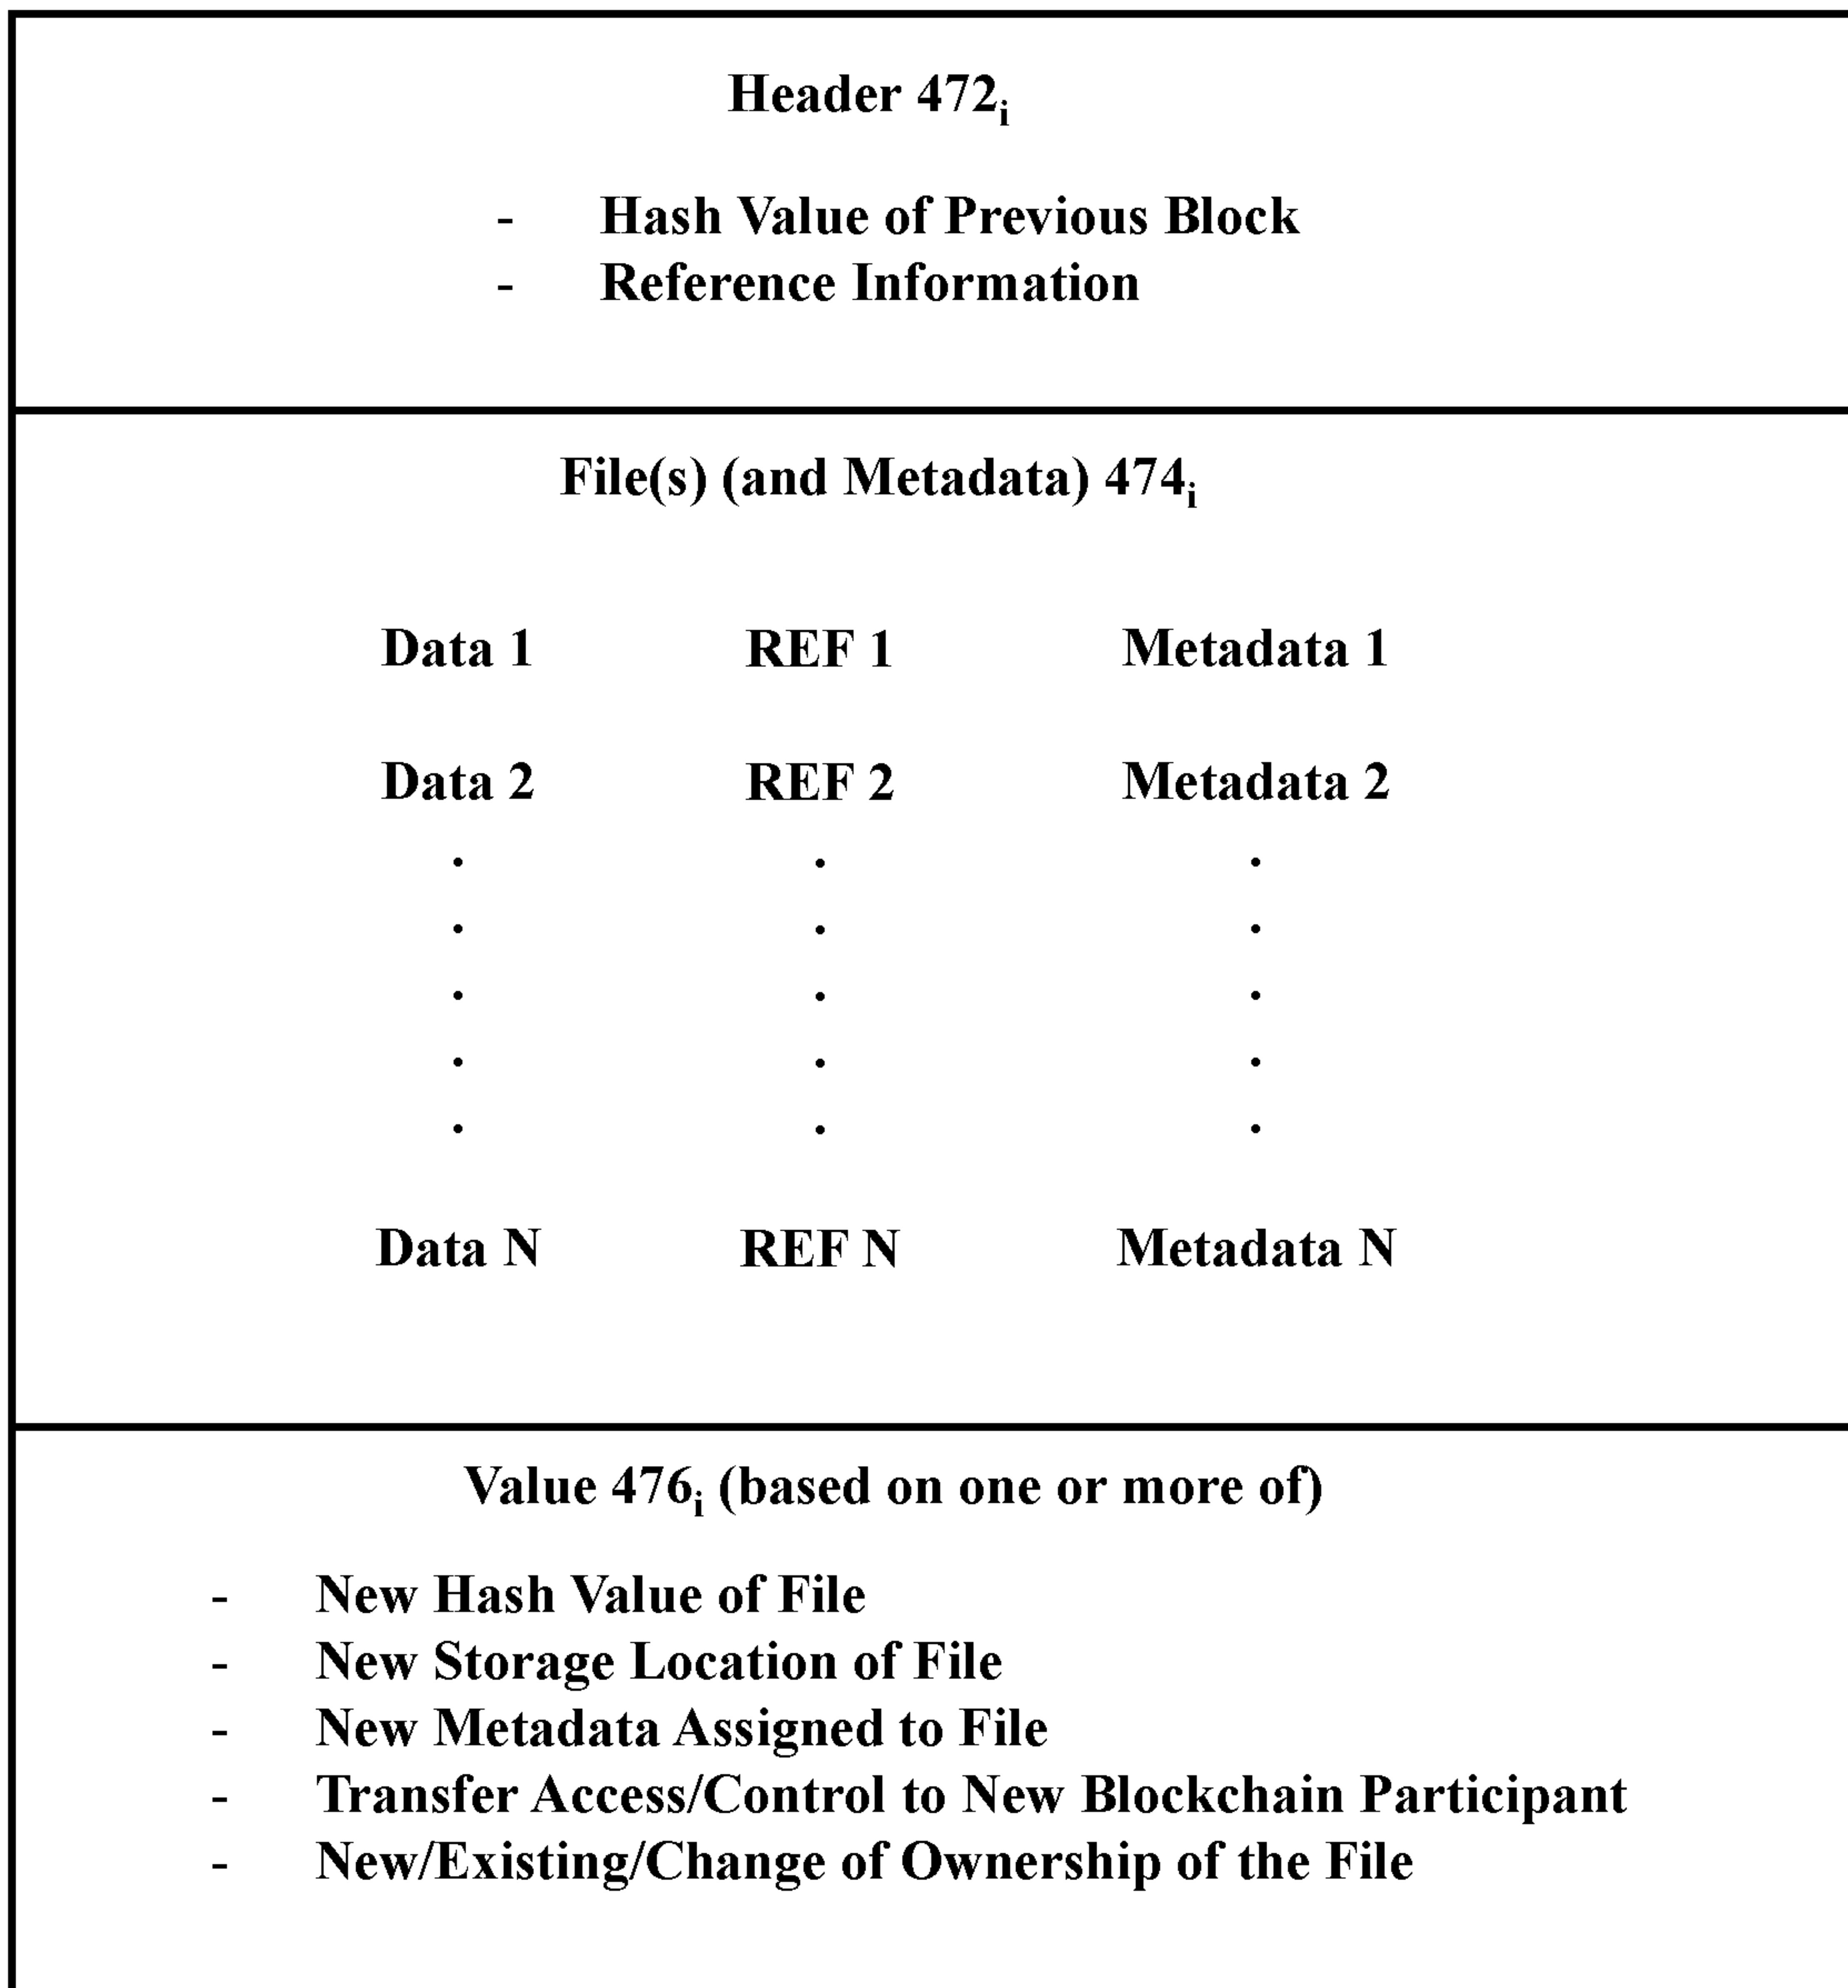 Header 472i
- Hash Value of Previous Block
- Reference Information
File(s) (and Metadata) 474i
Data 1 REF 1 Metadata 1
Data 2 REF 2 Metadata 2
. . .
. . .
. . .
. . .
. . .
Data N REF N Metadata N
Value 476i (based on one or more of)
- New Hash Value of File
- New Storage Location of File
- New Metadata Assigned to File
- Transfer Access/Control to New Blockchain Participant
- New/Existing/Change of Ownership of the File